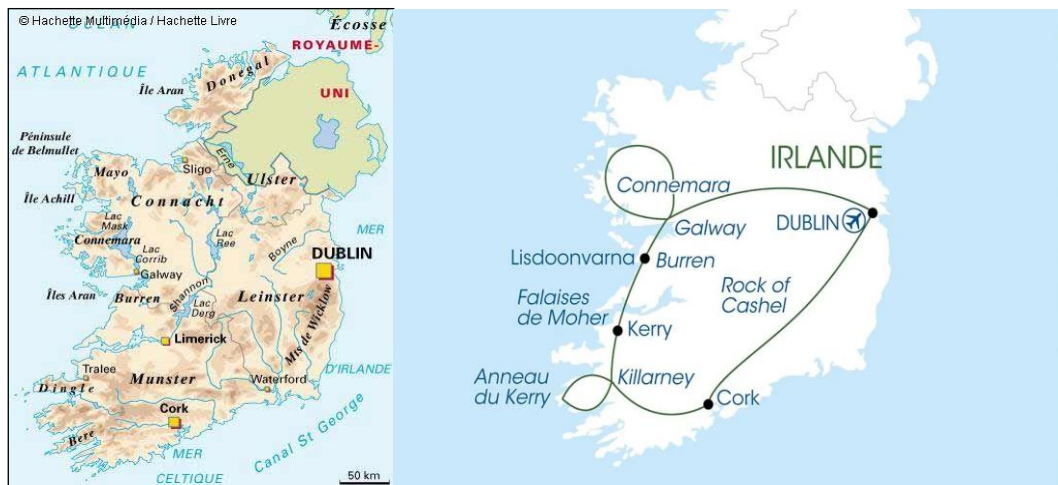 © Hachette Multimédia / Hachette Livre
OCÉAN
Écosse
ROYAUME-
ATLANTIQUE
Donegal
Île Aran
UNI
Péninsule
de Belmullet
Sligo
Erne
Mayo
Ulster
Île Achill
Connacht
Lac
Mask
Connemara
Lac
Corrib
Lac
Ree
Boyne
MER
DUBLIN
Galway
Îles Aran
Burren
Shannon
Lac
Derg
Leinster
Mts de Wicklow
Limerick
Tralee
Munster
Waterford
D'IRLANDE
Dingle
Cork
Bere
Canal St George
MER
CELTIQUE
50 km
IRLANDE
Connemara
Galway
DUBLIN
Lisdoonvarna
Burren
Rock of
Cashel
Falaises
de Moher
Kerry
Anneau
du Kerry
Killarney
Cork